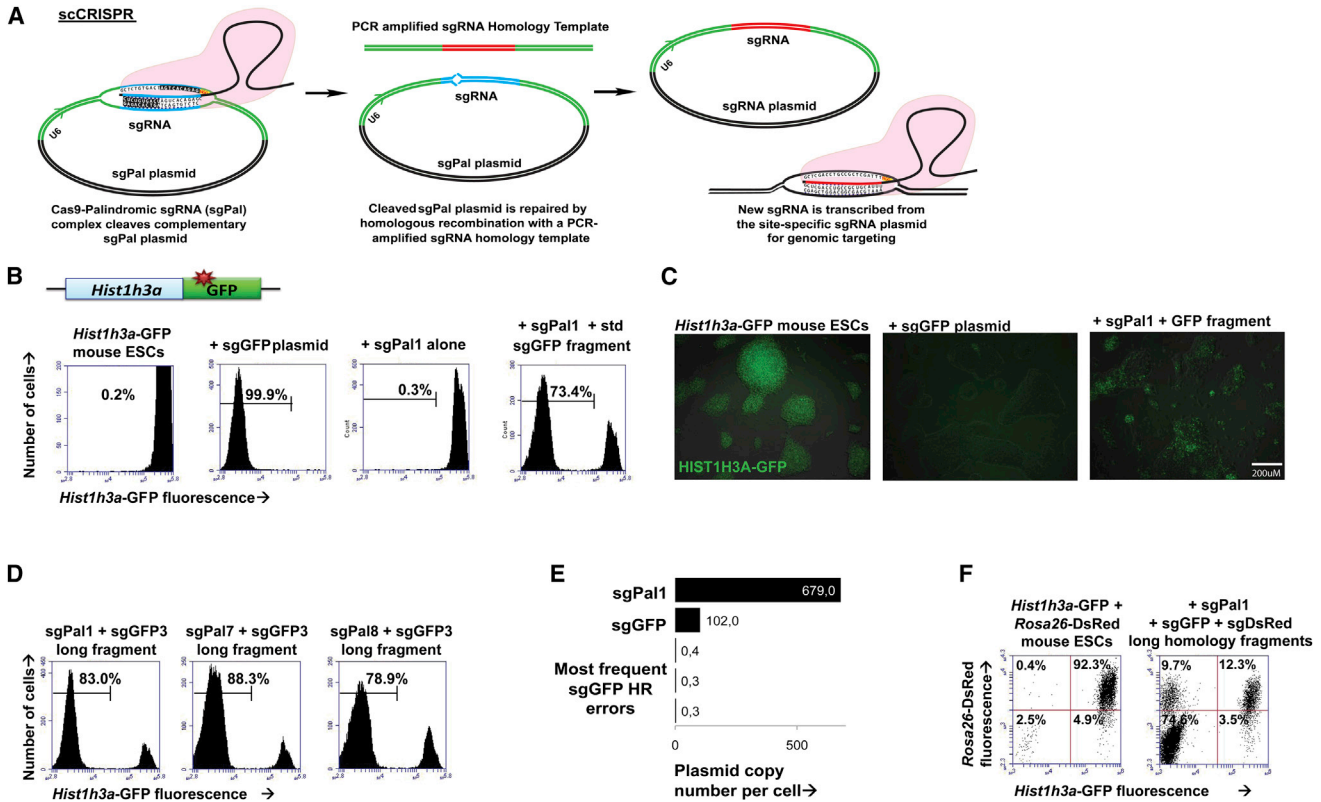 A
scCRISPR
U6
sgRNA
sgPal plasmid
Cas9-Palindromic sgRNA (sgPal)
complex cleaves complementary
sgPal plasmid
PCR amplified sgRNA Homology Template
U6
sgRNA
sgPal plasmid
Cleaved sgPal plasmid is repaired by
homologous recombination with a PCR-
amplified sgRNA homology template
U6
sgRNA
sgRNA plasmid
New sgRNA is transcribed from
the site-specific sgRNA plasmid
for genomic targeting
B
Hist1h3a
GFP
Number of cells→
Hist1h3a-GFP
mouse ESCs
0.2%
+ sgGFP plasmid
99.9%
+ sgPal1 alone
0.3%
Count
+ sgPal1 + std
sgGFP fragment
73.4%
Count
Hist1h3a-GFP fluorescence→
C
Hist1h3a-GFP mouse ESCs
+ sgGFP plasmid
+ sgPal1 + GFP fragment
HIST1H3A-GFP
200uM
D
Number of cells→
sgPal1 + sgGFP3
long fragment
83.0%
sgPal7 + sgGFP3
long fragment
88.3%
sgPal8 + sgGFP3
long fragment
78.9%
Hist1h3a-GFP fluorescence →
E
sgPal1
679,0
sgGFP
102,0
Most frequent
sgGFP HR
errors
0,4
0,3
0,3
0
500
Plasmid copy
number per cell→
F
Hist1h3a-GFP +
Rosa26-DsRed
mouse ESCs
+ sgPal1
+ sgGFP + sgDsRed
long homology fragments
Rosa26-DsRed
fluorescence→
0.4%
92.3%
2.5%
4.9%
9.7%
12.3%
74.6%
3.5%
Hist1h3a-GFP fluorescence →